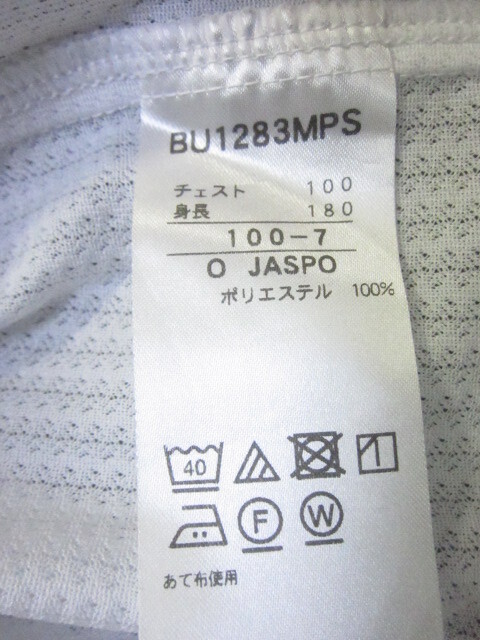 BU1283MPS
チェスト 100
身長 180
100-7
O JASPO
ポリエステル 100%
40
F W
あて布使用